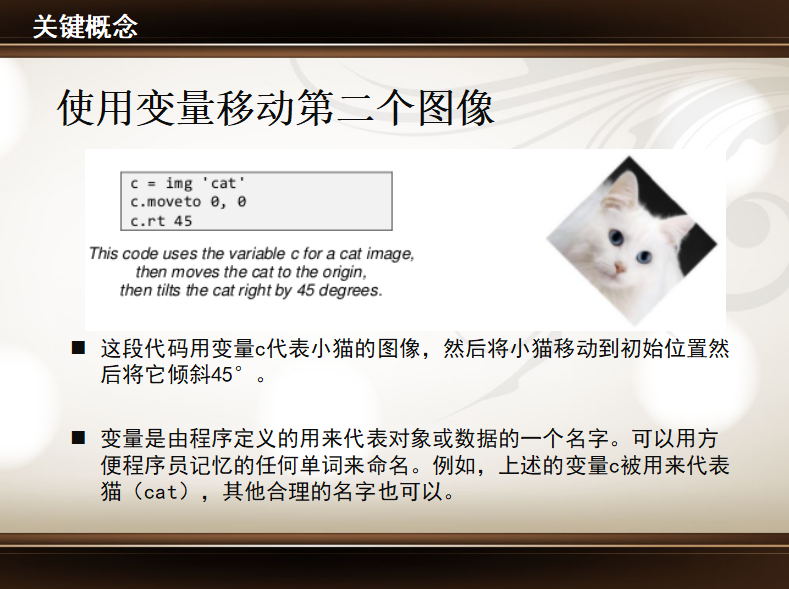 关键概念
使用变量移动第二个图像
c = img 'cat'
c.moveto 0, 0
c.rt 45
This code uses the variable c for a cat image,
then moves the cat to the origin,
then tilts the cat right by 45 degrees.
■ 这段代码用变量c代表小猫的图像，然后将小猫移动到初始位置然
后将它倾斜45°。
■ 变量是由程序定义的用来代表对象或数据的一个名字。可以用方
便程序员记忆的任何单词来命名。例如，上述的变量c被用来代表
猫（cat），其他合理的名字也可以。